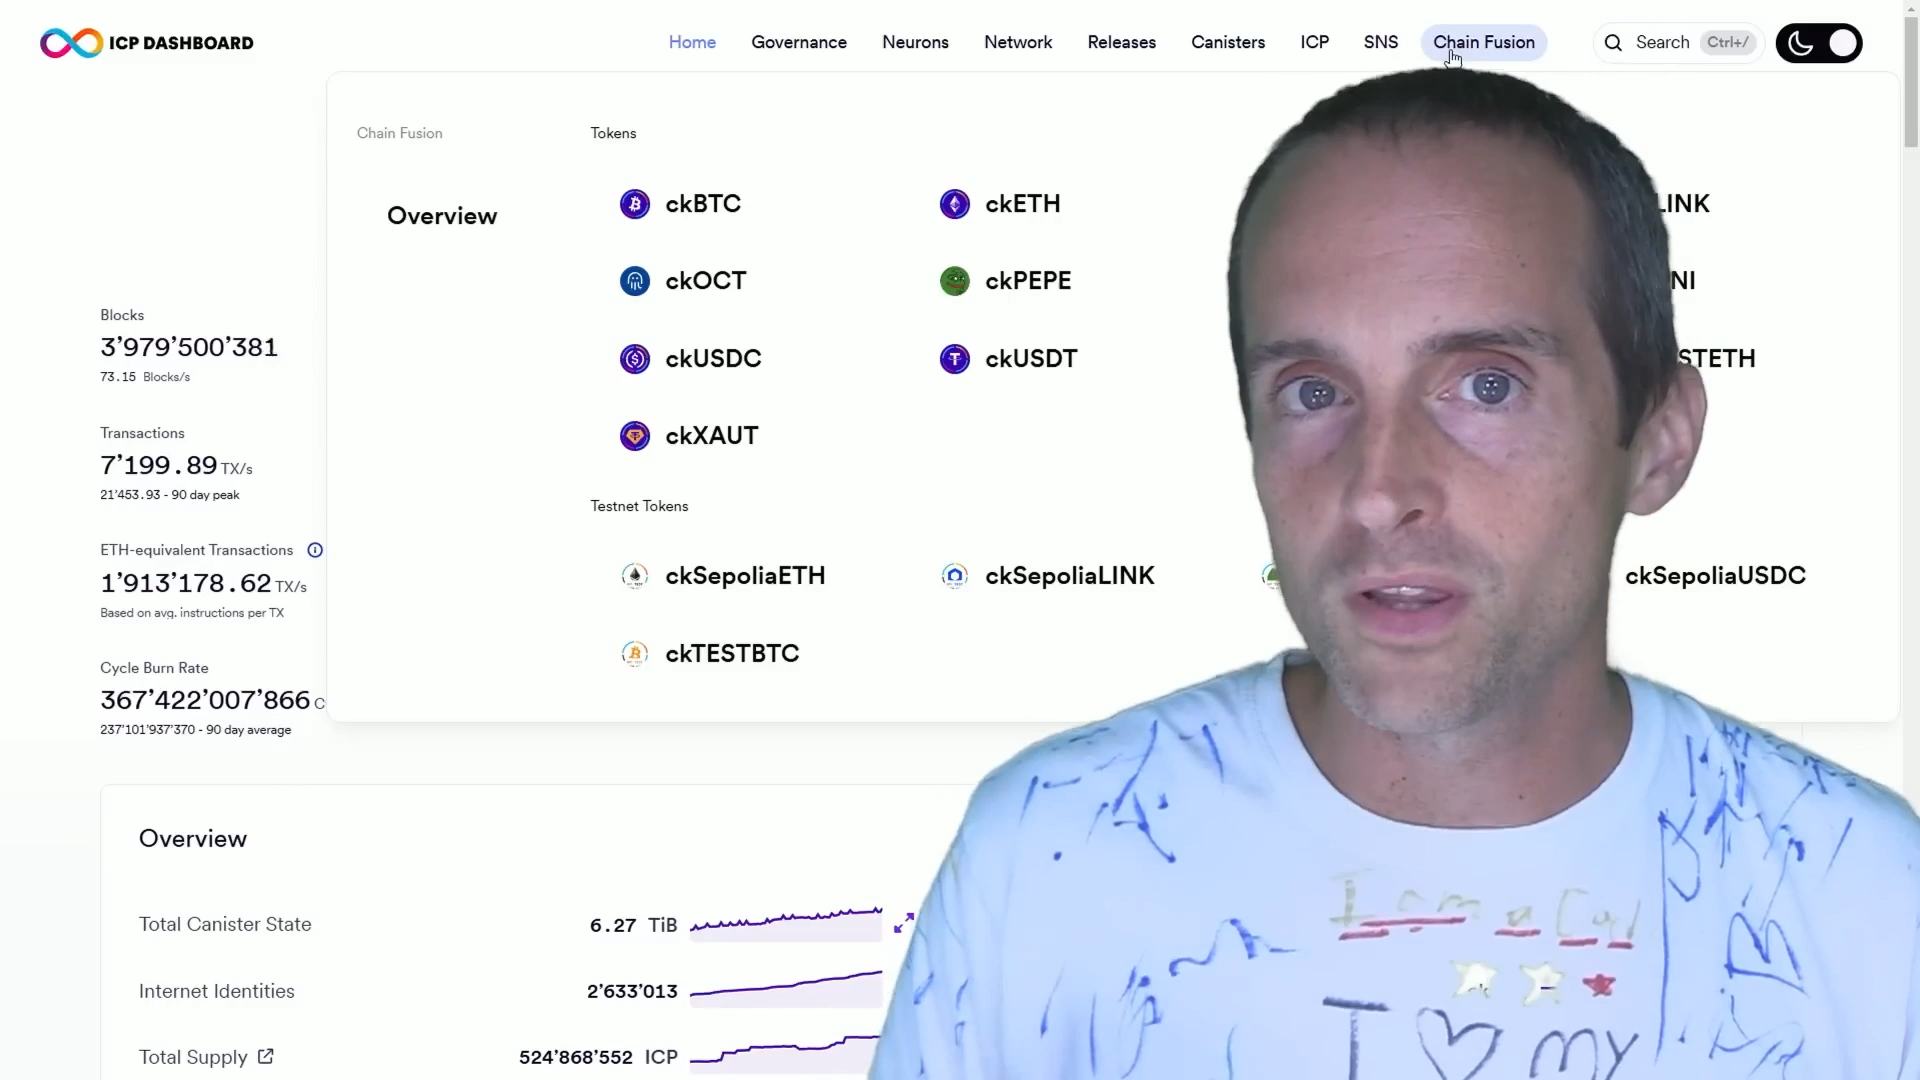 ICP DASHBOARD
Home Governance Neurons Network Releases Canisters ICP SNS Chain Fusion Search Ctrl+/
Chain Fusion
Overview
Tokens
ckBTC ckETH LINK
ckOCT ckPEPE NI
ckUSDC ckUSDT STETH
ckXAUT
Testnet Tokens
ckSepoliaETH ckSepoliaLINK ckSepoliaUSDC
ckTESTBTC
Blocks
3’979’500’381
73.15 Blocks/s
Transactions
7’199.89 TX/s
21’453.93 - 90 day peak
ETH-equivalent Transactions
1’913’178.62 TX/s
Based on avg. instructions per TX
Cycle Burn Rate
367’422’007’866 C
237’101’937’370 - 90 day average
Overview
Total Canister State 6.27 TiB
Internet Identities 2’633’013
Total Supply 524’868’552 ICP
I am a
I my